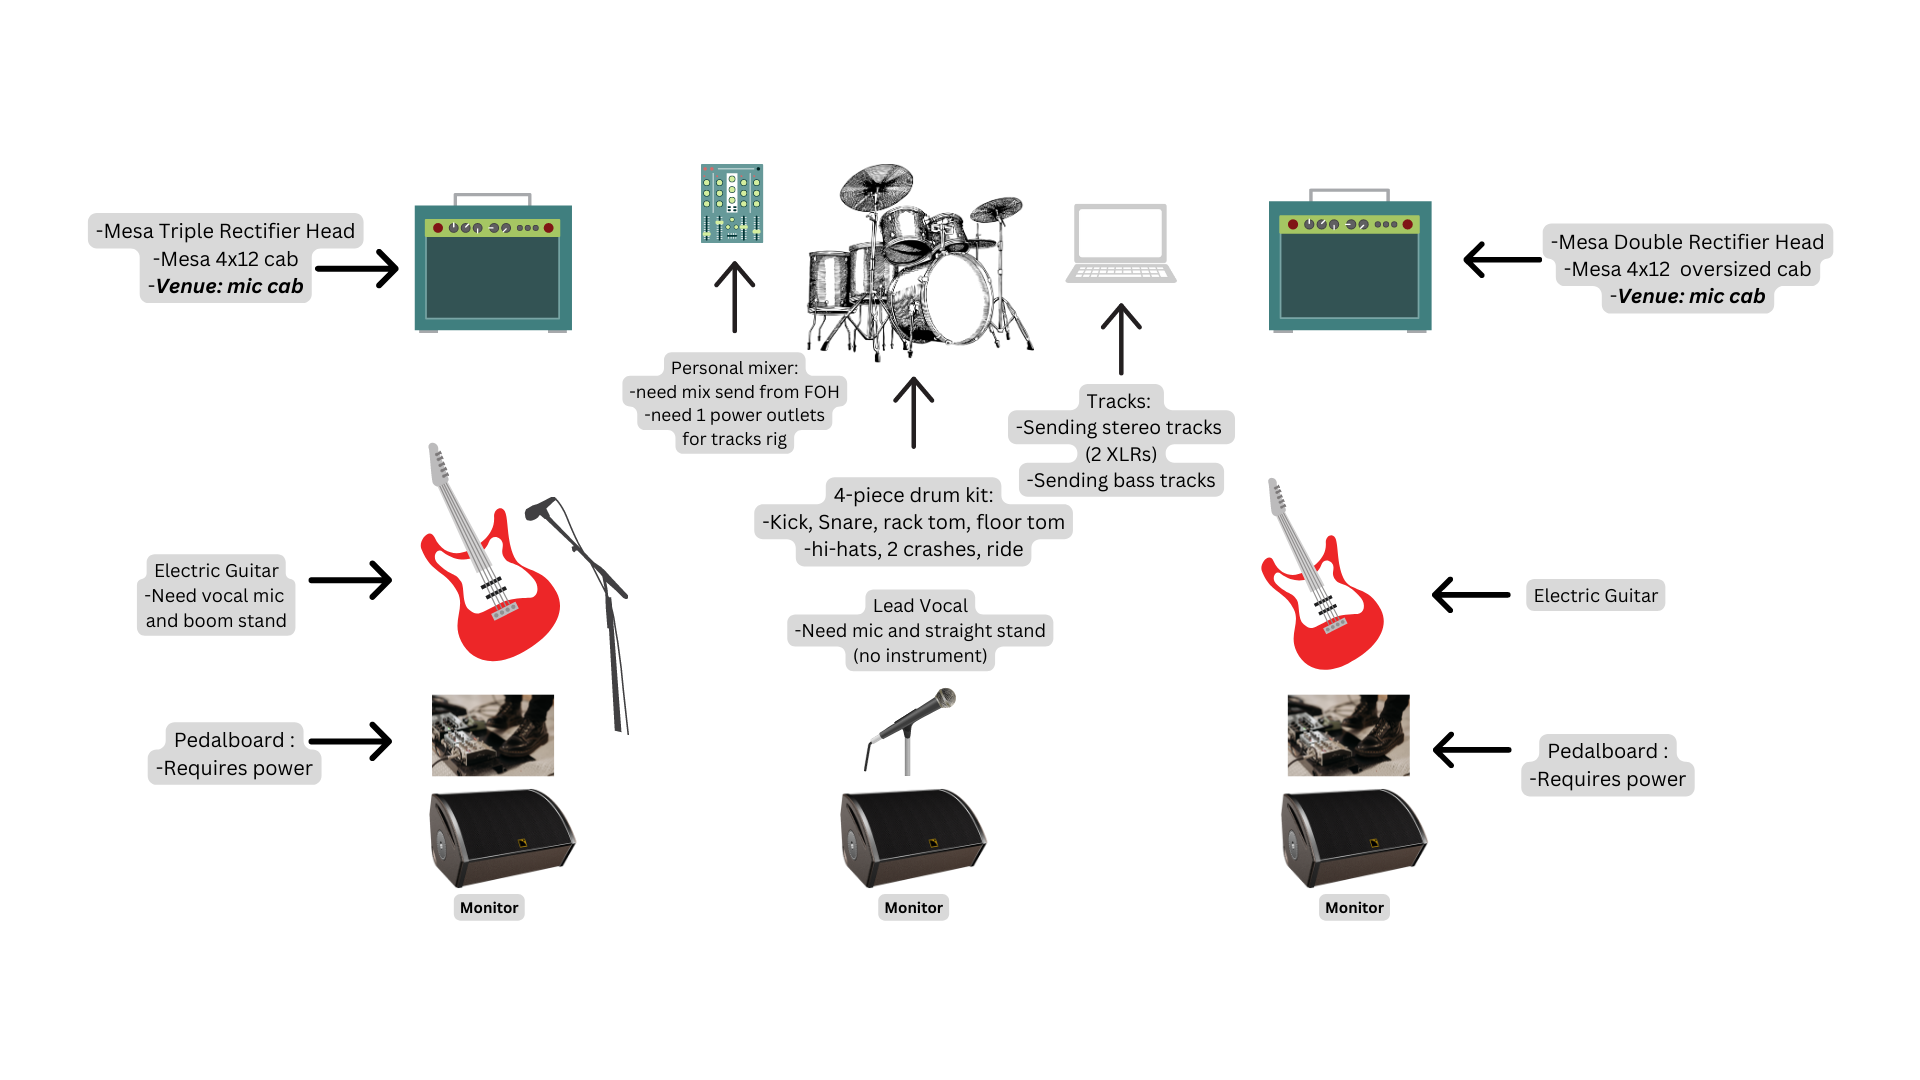 -Mesa Triple Rectifier Head
-Mesa 4x12 cab
-Venue: mic cab
Personal mixer:
-need mix send from FOH
-need 1 power outlets
for tracks rig
4-piece drum kit:
-Kick, Snare, rack tom, floor tom
-hi-hats, 2 crashes, ride
Tracks:
-Sending stereo tracks
(2 XLRs)
-Sending bass tracks
-Mesa Double Rectifier Head
-Mesa 4x12 oversized cab
-Venue: mic cab
Electric Guitar
-Need vocal mic
and boom stand
Lead Vocal
-Need mic and straight stand
(no instrument)
Electric Guitar
Pedalboard :
-Requires power
Pedalboard :
-Requires power
Monitor
Monitor
Monitor